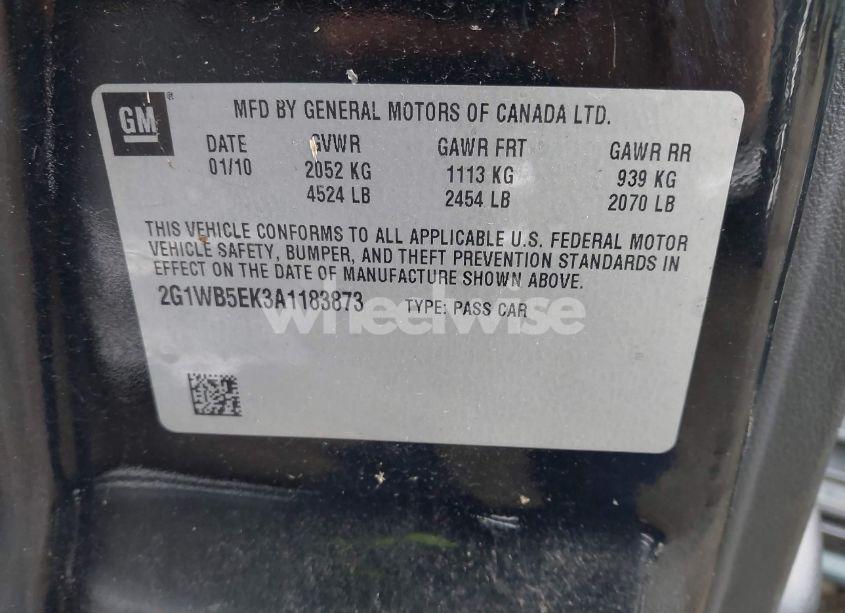 GM
MFD BY GENERAL MOTORS OF CANADA LTD.
DATE GVWR GAWR FRT GAWR RR
01/10 2052 KG 1113 KG 939 KG
4524 LB 2454 LB 2070 LB
THIS VEHICLE CONFORMS TO ALL APPLICABLE U.S. FEDERAL MOTOR
VEHICLE SAFETY, BUMPER, AND THEFT PREVENTION STANDARDS IN
EFFECT ON THE DATE OF MANUFACTURE SHOWN ABOVE.
2G1WB5EK3A1183873 TYPE: PASS CAR
wheelwise